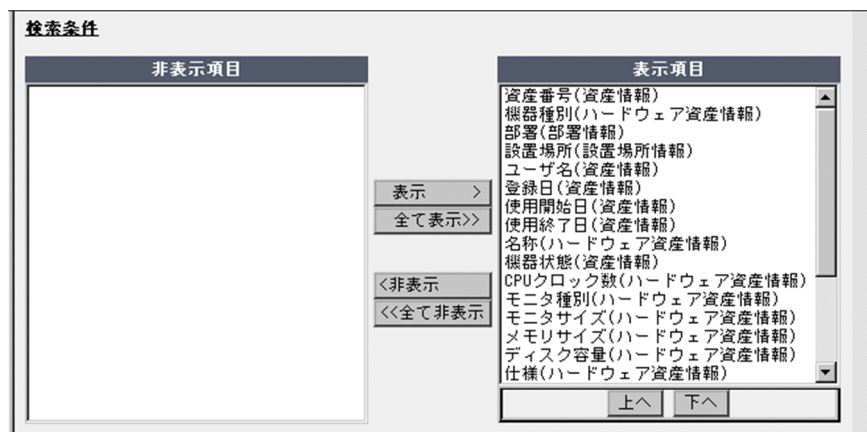 検索条件
非表示項目
表示 >
全て表示>>
<非表示
<<全て非表示
表示項目
資産番号(資産情報)
機器種別(ハードウェア資産情報)
部署(部署情報)
設置場所(設置場所情報)
ユーザ名(資産情報)
登録日(資産情報)
使用開始日(資産情報)
使用終了日(資産情報)
名称(ハードウェア資産情報)
機器状態(資産情報)
CPUクロック数(ハードウェア資産情報)
モニタ種別(ハードウェア資産情報)
モニタサイズ(ハードウェア資産情報)
メモリサイズ(ハードウェア資産情報)
ディスク容量(ハードウェア資産情報)
仕様(ハードウェア資産情報)
上へ 下へ